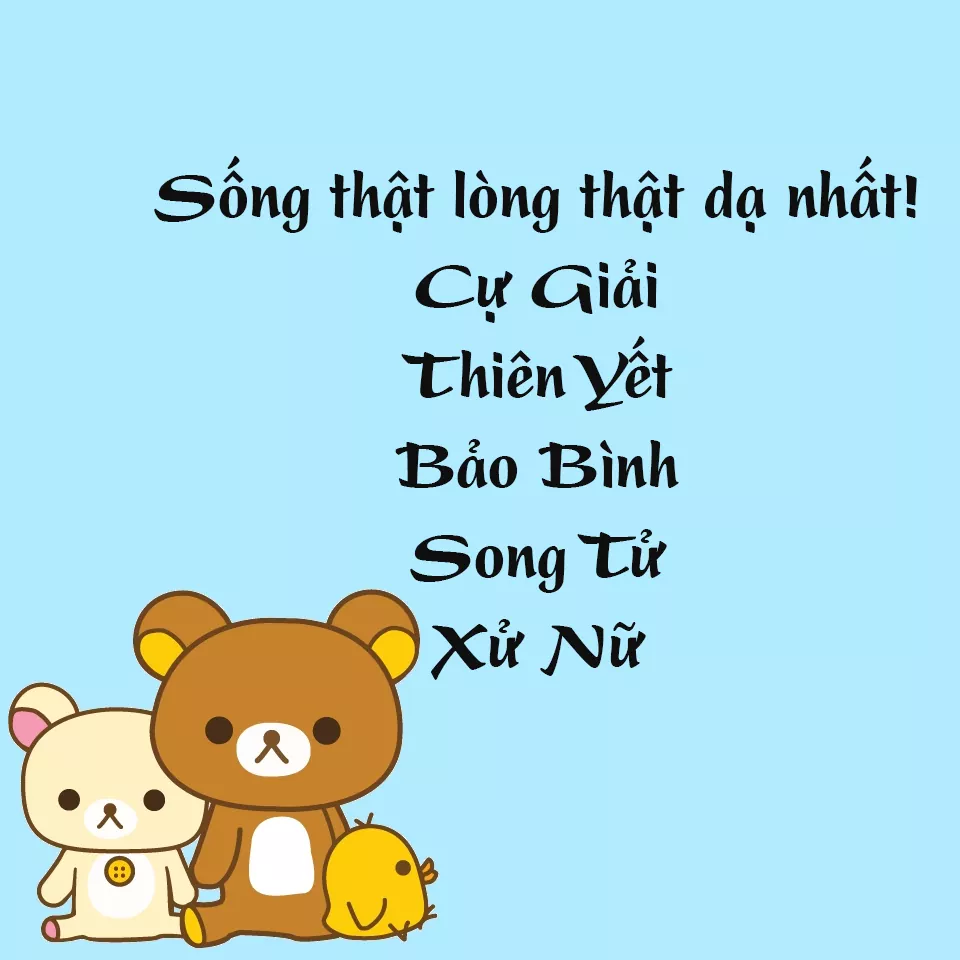 Sống thật lòng thật dạ nhất!
Cự Giải
Thiên Yết
Bảo Bình
Song Tử
Xử Nữ